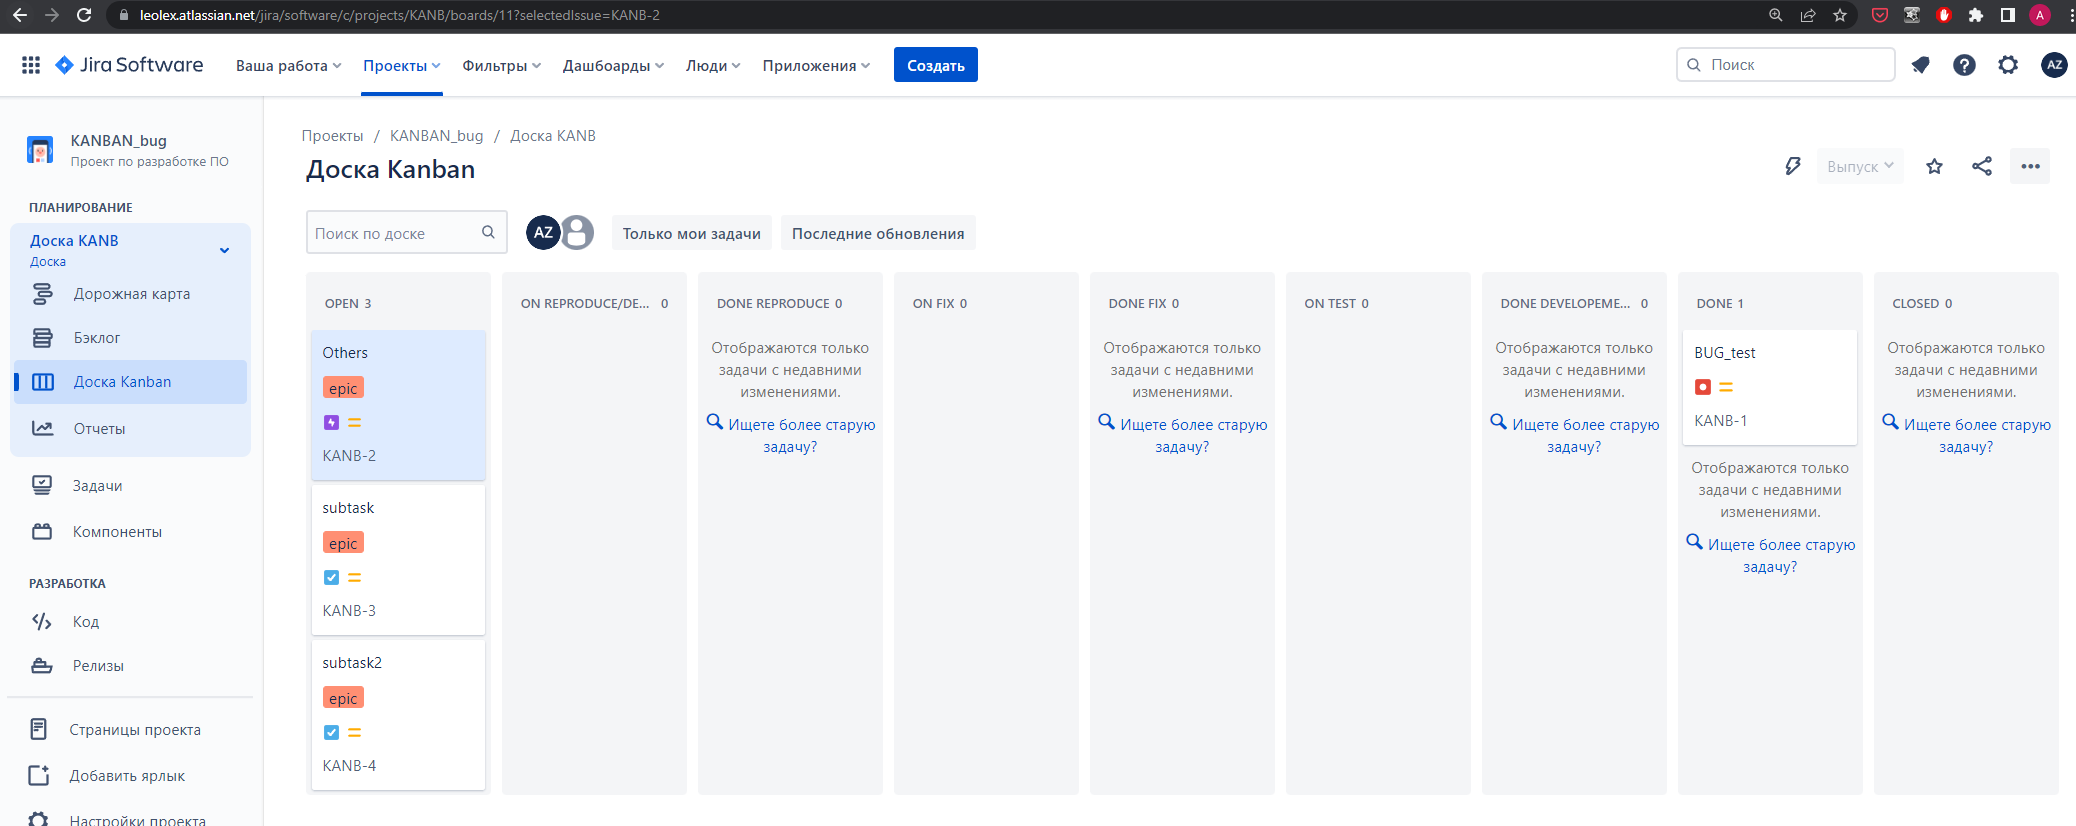 leolex.atlassian.net/jira/software/c/projects/KANB/boards/11?selectedIssue=KANB-2
A
Jira Software
Ваша работа
Проекты
Фильтры
Дашбоарды
Люди
Приложения
Создать
Поиск
AZ
KANBAN_bug
Проект по разработке ПО
ПЛАНИРОВАНИЕ
Доска KANB
Доска
Дорожная карта
Бэклог
Доска Kanban
Отчеты
Задачи
Компоненты
РАЗРАБОТКА
Код
Релизы
Страницы проекта
Добавить ярлык
Настройки проекта
Проекты / KANBAN_bug / Доска KANB
Доска Kanban
Выпуск
Поиск по доске
AZ
Только мои задачи
Последние обновления
OPEN 3
Others
epic
KANB-2
subtask
epic
KANB-3
subtask2
epic
KANB-4
ON REPRODUCE/DE... 0
DONE REPRODUCE 0
Отображаются только
задачи с недавними
изменениями.
Ищете более старую
задачу?
ON FIX 0
DONE FIX 0
Отображаются только
задачи с недавними
изменениями.
Ищете более старую
задачу?
ON TEST 0
DONE DEVELOPEME... 0
Отображаются только
задачи с недавними
изменениями.
Ищете более старую
задачу?
DONE 1
BUG_test
KANB-1
Отображаются только
задачи с недавними
изменениями.
Ищете более старую
задачу?
CLOSED 0
Отображаются только
задачи с недавними
изменениями.
Ищете более старую
задачу?